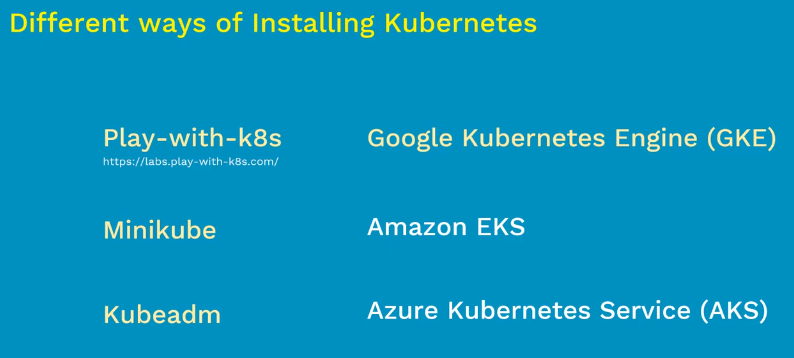 Different ways of Installing Kubernetes
Play-with-k8s
https://labs.play-with-k8s.com/
Minikube
Kubeadm
Google Kubernetes Engine (GKE)
Amazon EKS
Azure Kubernetes Service (AKS)